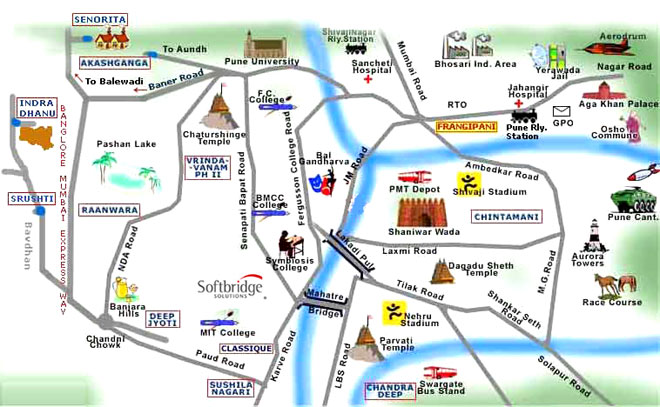 SENORITA
To Aundh
AKASHGANGA
To Balewadi
Baner Road
Pune University
ShivajiNagar
Rly.Station
Sancheti
Hospital
Mumbai Road
Bhosari Ind. Area
Yerawada
Jail
Aerodrum
Nagar Road
Jahangir
Hospital
RTO
Aga Khan Palace
FRANGIPANI
Pune Rly.
Station
GPO
Osho
Commune
INDRA
DHANU
BANGLORE MUMBAI EXPRESS WAY
Pashan Lake
Chaturshinge
Temple
F.C.
College
VRINDA-
VANAM
PH II
Senapati Bapat Road
Fergusson College Road
Bal
Gandharva
JM Road
Ambedkar Road
PMT Depot
Shivaji Stadium
SRUSHTI
Bavdhan
RAANWARA
NDA Road
BMCC
College
Shaniwar Wada
CHINTAMANI
Pune Cant.
Symbiosis
College
Lakadi Pul
Laxmi Road
Dagadu Sheth
Temple
M.G.Road
Aurora
Towers
Softbridge
SOLUTIONS
Banjara
Hills
DEEP
JYOTI
MIT College
Mahatre
Bridge
Tilak Road
Shankar Seth
Road
Race Course
Chandni
Chowk
Paud Road
CLASSIQUE
Karve Road
Nehru
Stadium
Parvati
Temple
LBS Road
Solapur Road
SUSHILA
NAGARI
CHANDRA
DEEP
Swargate
Bus Stand